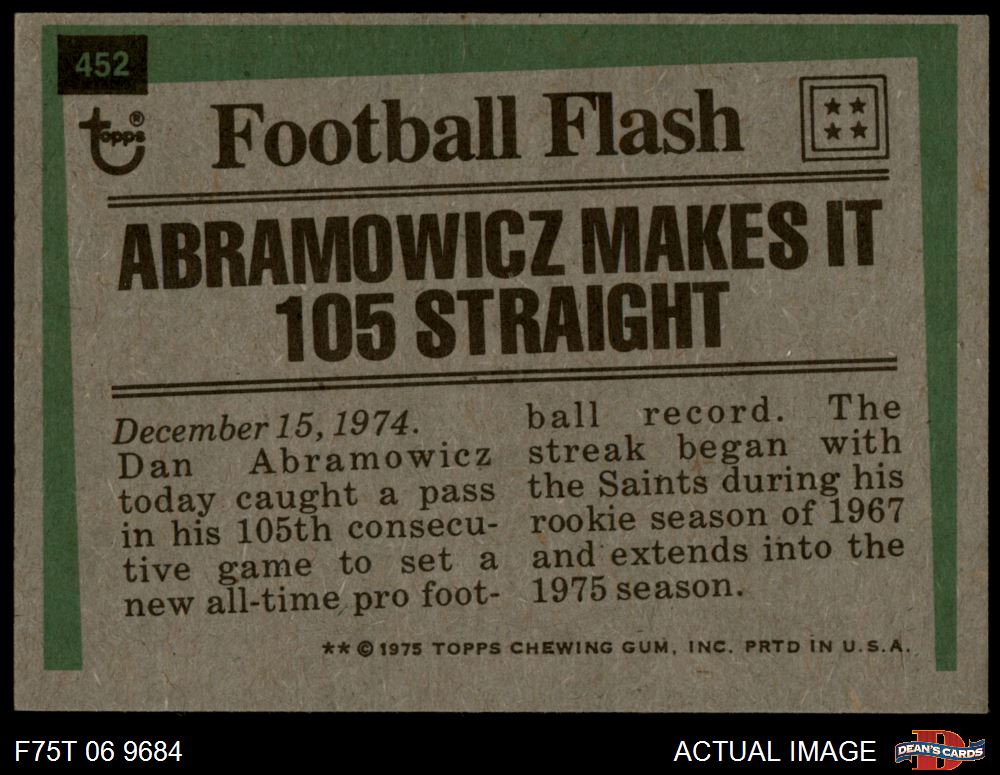 452
topps®
Football Flash
ABRAMOWICZ MAKES IT
105 STRAIGHT
December 15, 1974.
Dan Abramowicz
today caught a pass
in his 105th consecu-
tive game to set a
new all-time pro foot-
ball record. The
streak began with
the Saints during his
rookie season of 1967
and extends into the
1975 season.
** © 1975 TOPPS CHEWING GUM, INC. PRTD IN U.S.A.
F75T 06 9684
ACTUAL IMAGE
D
DEAN'S CARDS